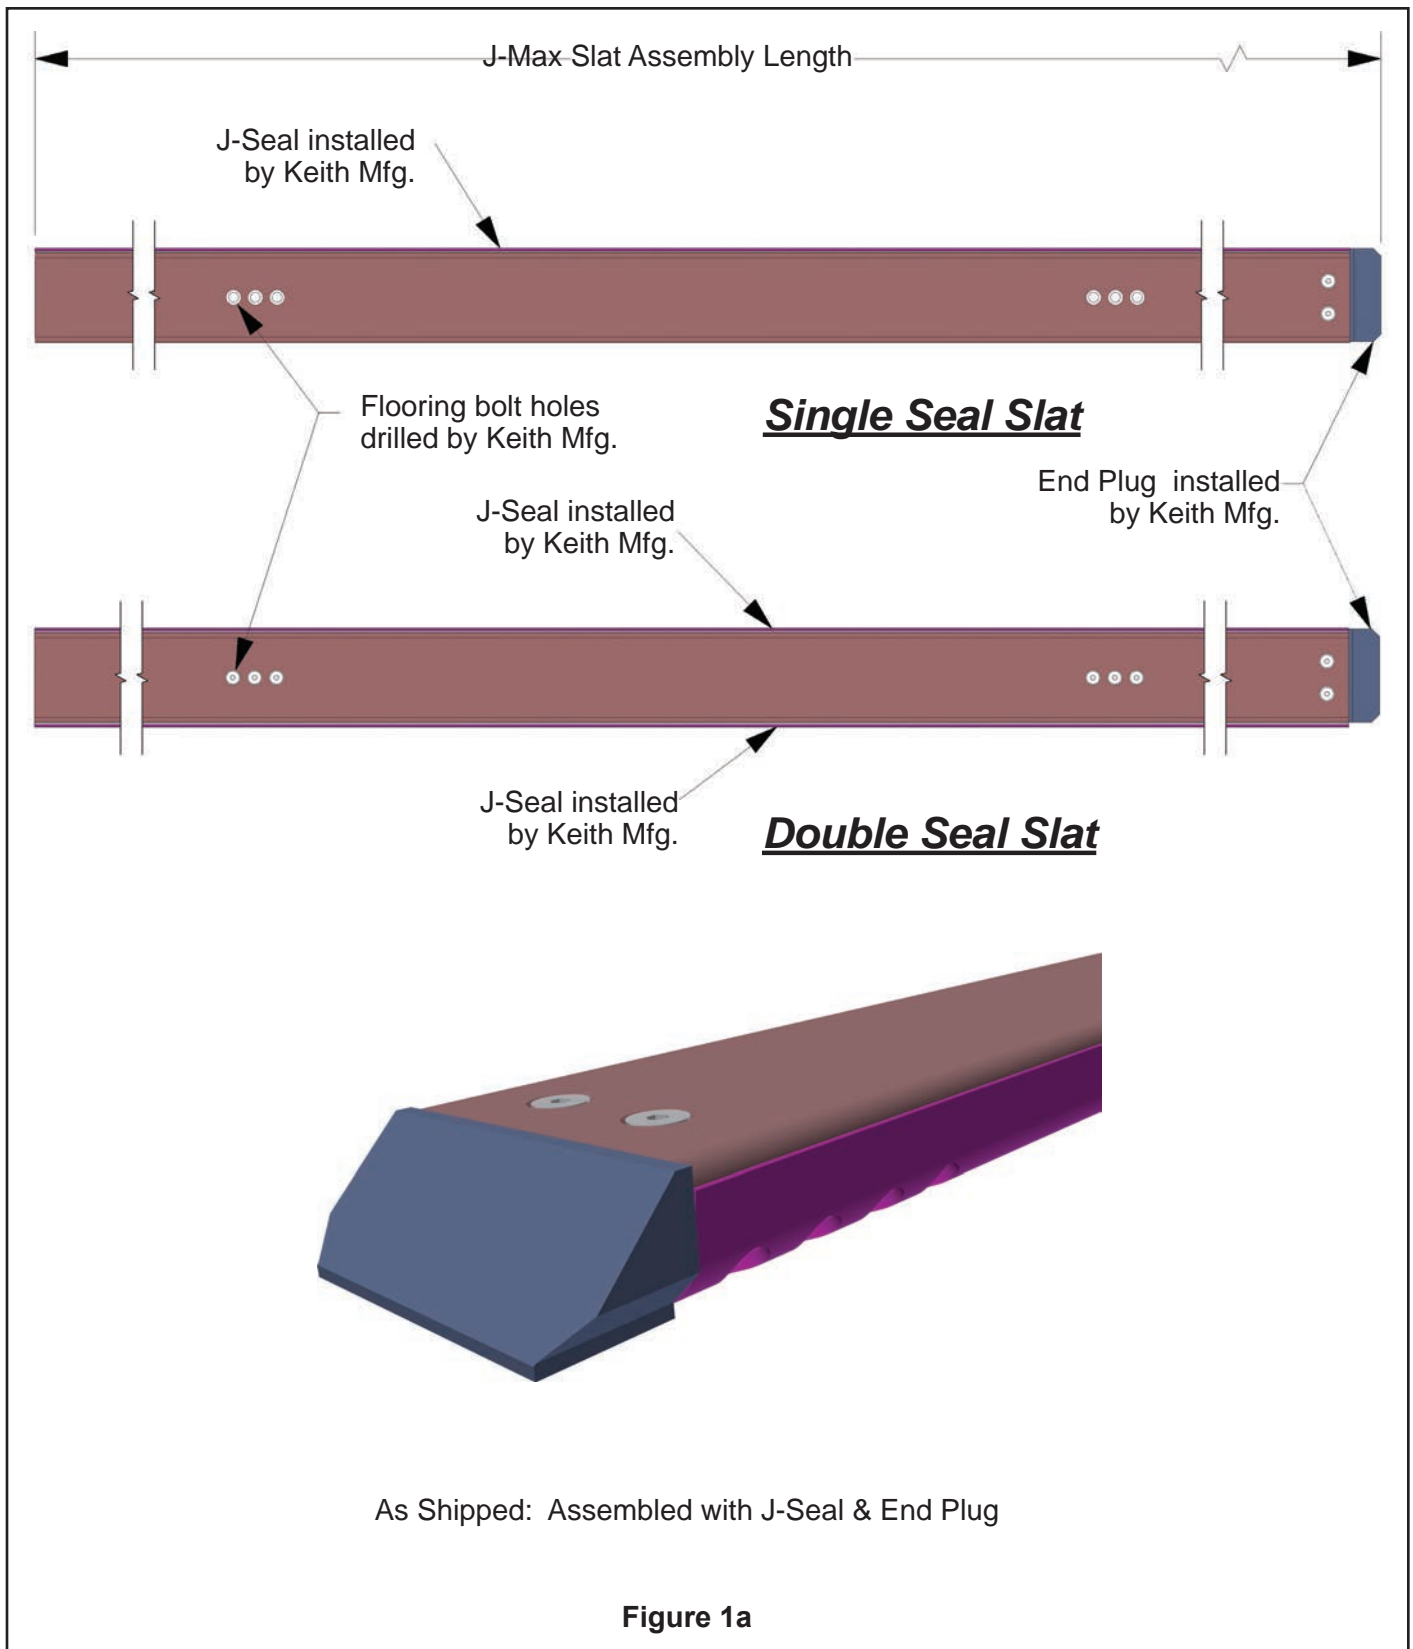 J-Max Slat Assembly Length
J-Seal installed
by Keith Mfg.
Flooring bolt holes
drilled by Keith Mfg.
Single Seal Slat
End Plug  installed
by Keith Mfg.
J-Seal installed
by Keith Mfg.
J-Seal installed
by Keith Mfg.
Double Seal Slat
As Shipped:  Assembled with J-Seal & End Plug
Figure 1a